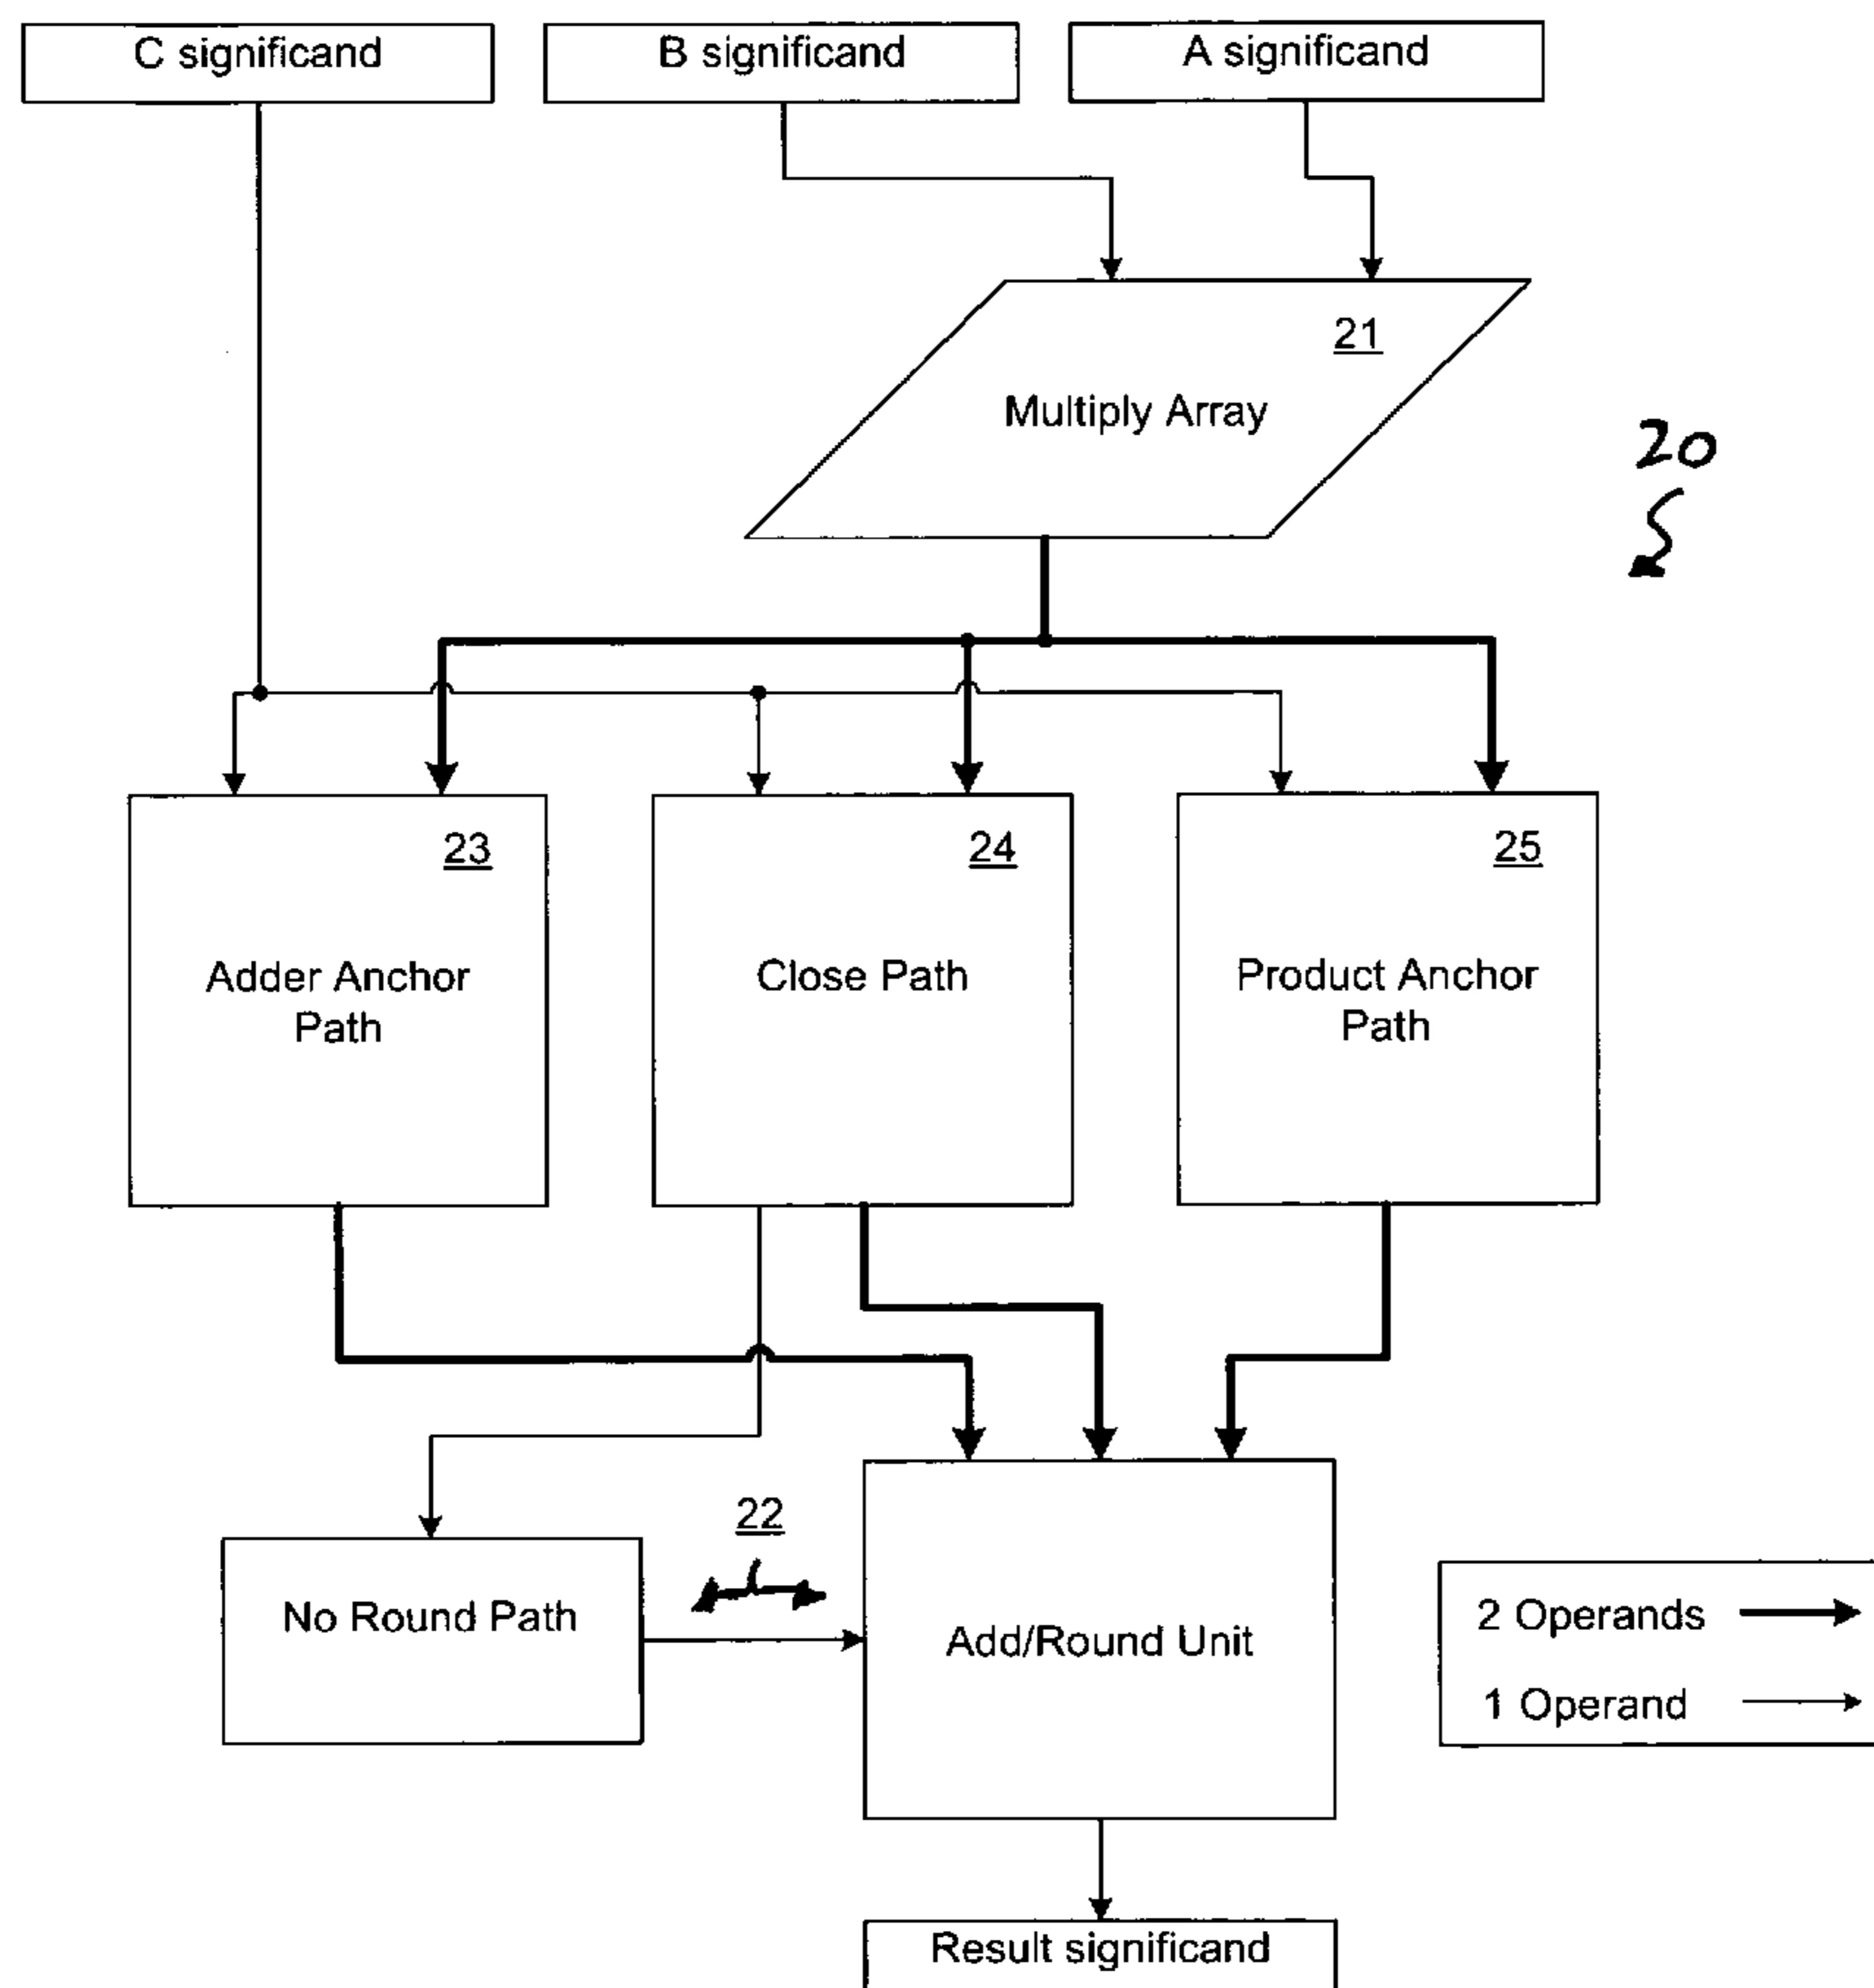 C significand
B significand
A significand
21
Multiply Array
20
23
24
25
Adder Anchor
Path
Close Path
Product Anchor
Path
22
No Round Path
Add/Round Unit
2 Operands
1 Operand
Result significand